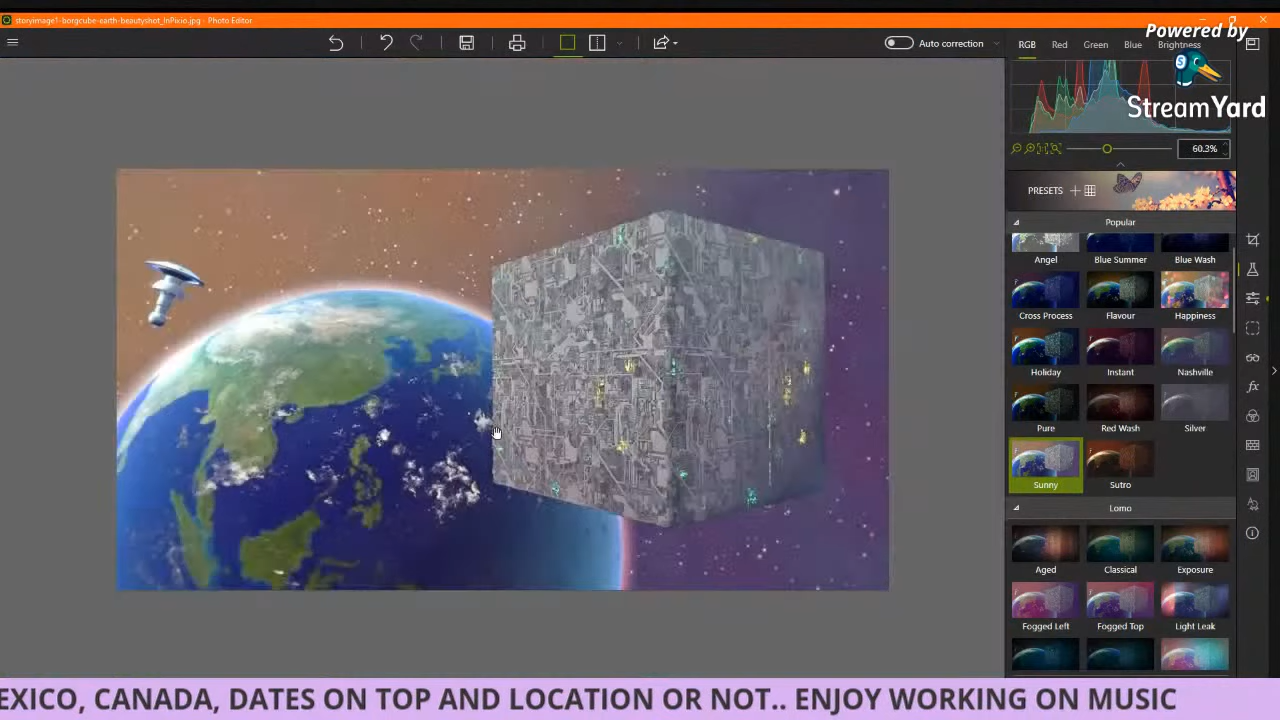 storyimage1-borgcube-earth-beautyshot_InPixio.jpg - Photo Editor
Powered by
StreamYard
Auto correction
RGB Red Green Blue Brightness
60.3%
PRESETS
Popular
Angel Blue Summer Blue Wash
Cross Process Flavour Happiness
Holiday Instant Nashville
Pure Red Wash Silver
Sunny Sutro
Lomo
Aged Classical Exposure
Fogged Left Fogged Top Light Leak
EXICO, CANADA, DATES ON TOP AND LOCATION OR NOT.. ENJOY WORKING ON MUSIC